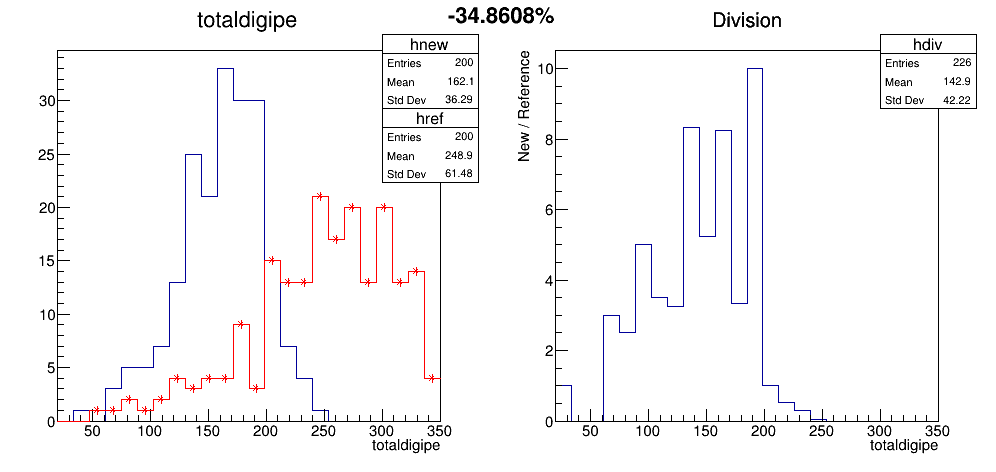 -34.8608%
totaldigipe
hnew
Entries 200
Mean 162.1
Std Dev 36.29
href
Entries 200
Mean 248.9
Std Dev 61.48
0
5
10
15
20
25
30
50 100 150 200 250 300 350
totaldigipe
Division
hdiv
Entries 226
Mean 142.9
Std Dev 42.22
New / Reference
0
2
4
6
8
10
50 100 150 200 250 300 350
totaldigipe